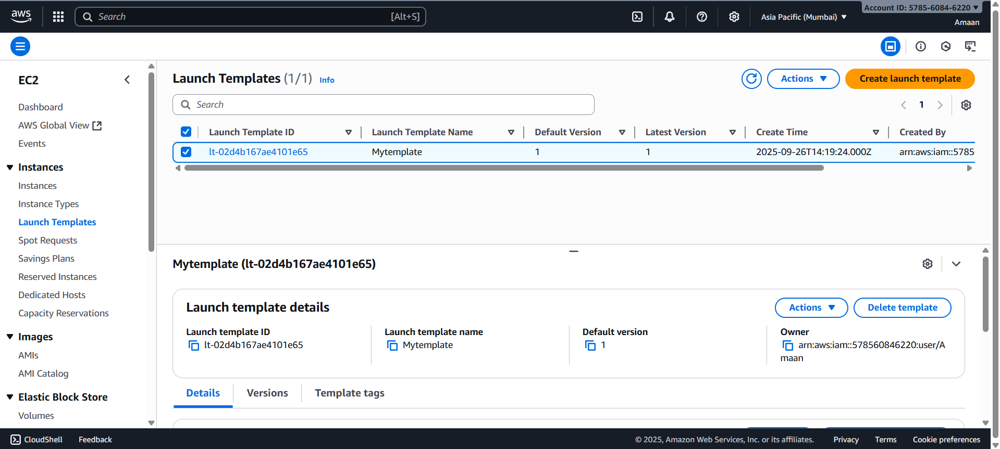 aws
Search [Alt+S]
Asia Pacific (Mumbai)
Account ID: 5785-6084-6220
Amaan
EC2
Dashboard
AWS Global View
Events
Instances
Instances
Instance Types
Launch Templates
Spot Requests
Savings Plans
Reserved Instances
Dedicated Hosts
Capacity Reservations
Images
AMIs
AMI Catalog
Elastic Block Store
Volumes
Launch Templates (1/1) Info
Actions
Create launch template
Search
1
Launch Template ID Launch Template Name Default Version Latest Version Create Time Created By
lt-02d4b167ae4101e65 Mytemplate 1 1 2025-09-26T14:19:24.000Z arn:aws:iam::5785
Mytemplate (lt-02d4b167ae4101e65)
Launch template details
Actions
Delete template
Launch template ID
lt-02d4b167ae4101e65
Launch template name
Mytemplate
Default version
1
Owner
arn:aws:iam::578560846220:user/A
maan
Details Versions Template tags
CloudShell Feedback
© 2025, Amazon Web Services, Inc. or its affiliates. Privacy Terms Cookie preferences